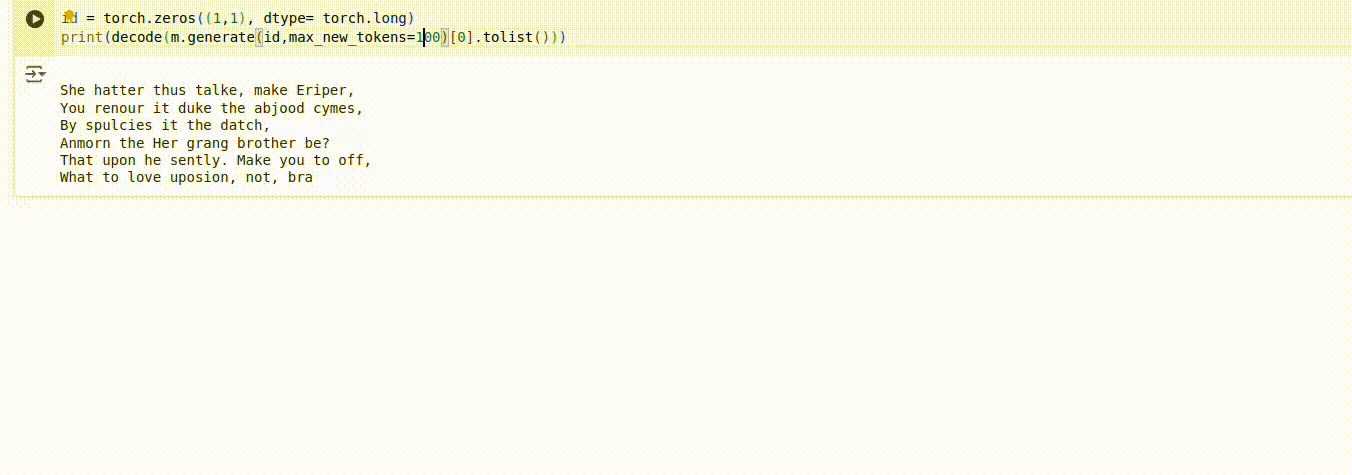 id = torch.zeros((1,1), dtype= torch.long)
print(decode(m.generate(id,max_new_tokens=100)[0].tolist()))
She hatter thus talke, make Eriper,
You renour it duke the abjood cymes,
By spulcies it the datch,
Anmorn the Her grang brother be?
That upon he sently. Make you to off,
What to love uposion, not, bra